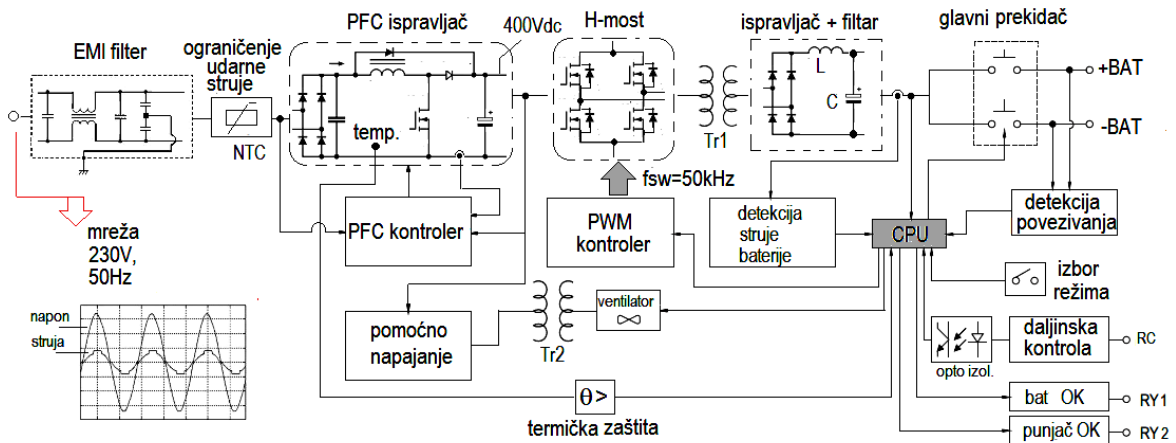 EMI filter
ograničenje
udarne
struje
NTC
PFC ispravljač
400Vdc
temp.
H-most
Tr1
ispravljač + filtar
L
C
glavni prekidač
+BAT
-BAT
mreža
230V,
50Hz
PFC kontroler
fsw=50kHz
PWM
kontroler
detekcija
struje
baterije
CPU
detekcija
povezivanja
izbor
režima
napon
struja
pomoćno
napajanje
Tr2
ventilator
opto izol.
daljinska
kontrola
RC
θ>
termička zaštita
bat OK
RY1
punjač OK
RY2